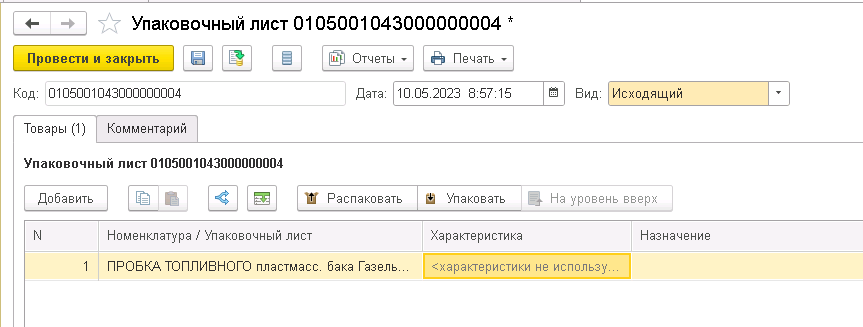 Упаковочный лист 0105001043000000004 *
Провести и закрыть Отчеты Печать
Код: 0105001043000000004 Дата: 10.05.2023 8:57:15 Вид: Исходящий
Товары (1) Комментарий
Упаковочный лист 0105001043000000004
Добавить Распаковать Упаковать На уровень вверх
N Номенклатура / Упаковочный лист Характеристика Назначение
1 ПРОБКА ТОПЛИВНОГО пластмасс. бака Газель... <характеристики не использу...